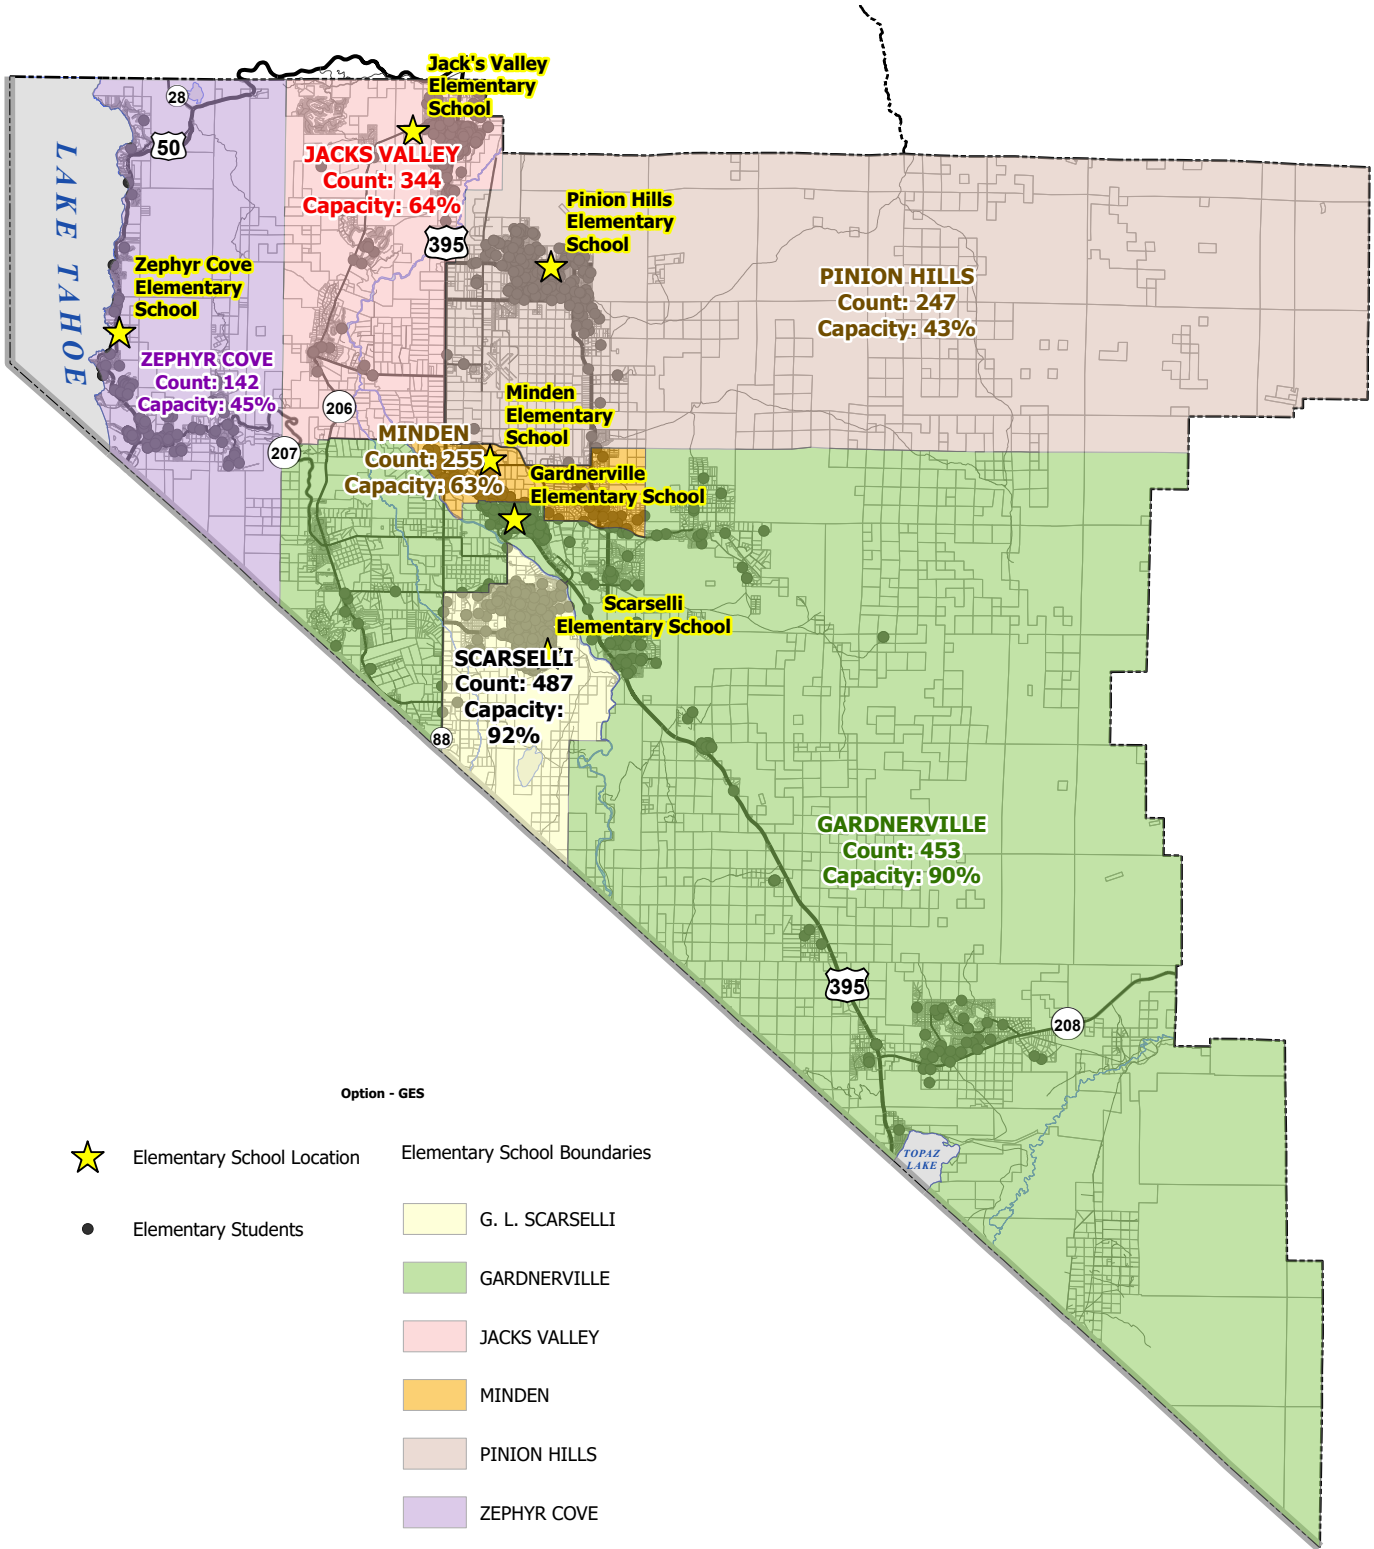 Jack's Valley
Elementary
School
28
50
LAKE TAHOE
JACKS VALLEY
Count: 344
Capacity: 64%
395
Pinion Hills
Elementary
School
Zephyr Cove
Elementary
School
PINION HILLS
Count: 247
Capacity: 43%
ZEPHYR COVE
Count: 142
Capacity: 45%
206
207
Minden
Elementary
School
MINDEN
Count: 255
Capacity: 63%
Gardnerville
Elementary School
Scarselli
Elementary School
SCARSELLI
Count: 487
Capacity:
92%
88
GARDNERVILLE
Count: 453
Capacity: 90%
395
208
TOPAZ
LAKE
Option - GES
Elementary School Location
Elementary Students
Elementary School Boundaries
G. L. SCARSELLI
GARDNERVILLE
JACKS VALLEY
MINDEN
PINION HILLS
ZEPHYR COVE